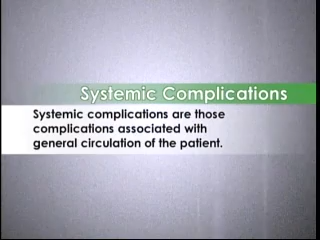 Systemic Complications
Systemic complications are those
complications associated with
general circulation of the patient.